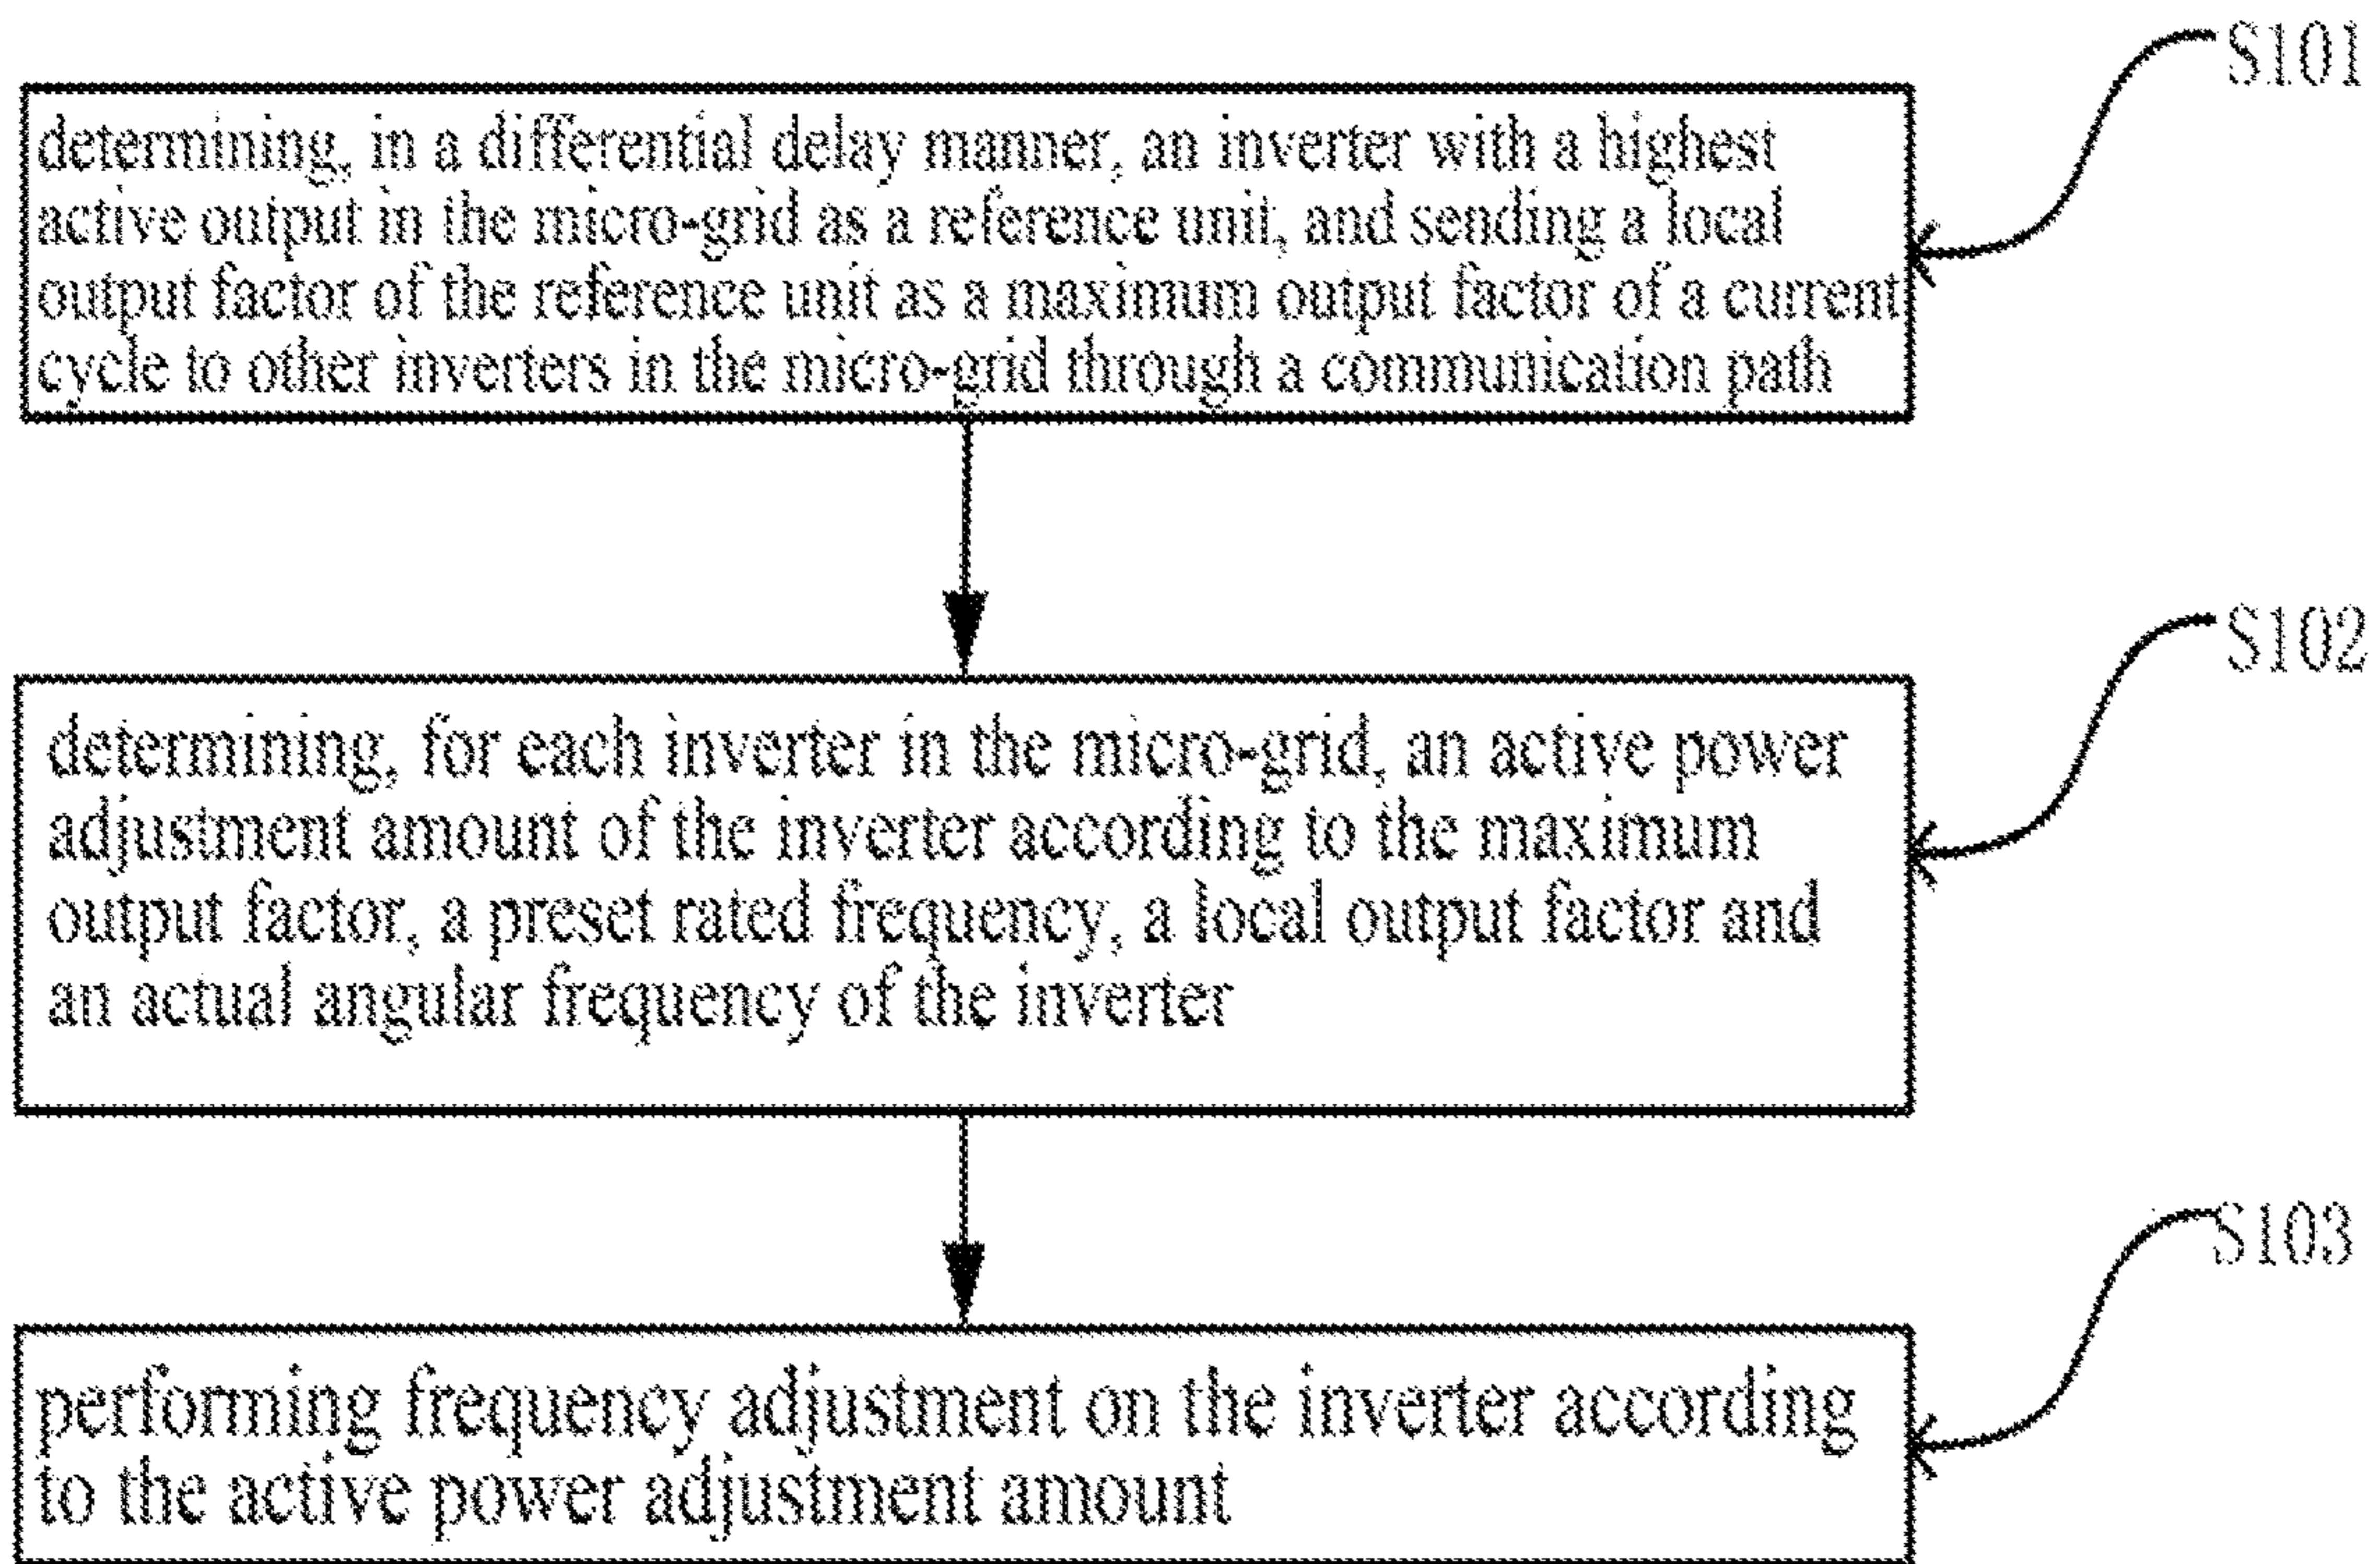 S101
determining, in a differential delay manner, an inverter with a highest
active output in the micro-grid as a reference unit, and sending a local
output factor of the reference unit as a maximum output factor of a current
cycle to other inverters in the micro-grid through a communication path
S102
determining, for each inverter in the micro-grid, an active power
adjustment amount of the inverter according to the maximum
output factor, a preset rated frequency, a local output factor and
an actual angular frequency of the inverter
S103
performing frequency adjustment on the inverter according
to the active power adjustment amount